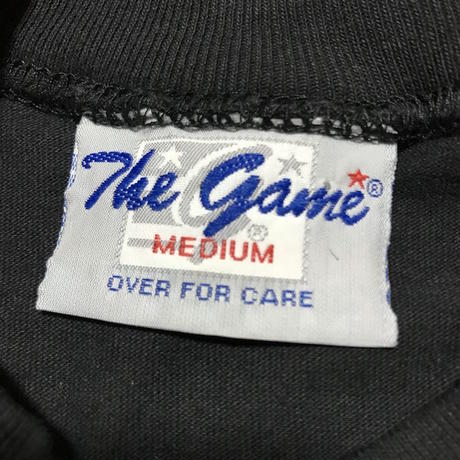 The Game ®
G ®
MEDIUM
OVER FOR CARE